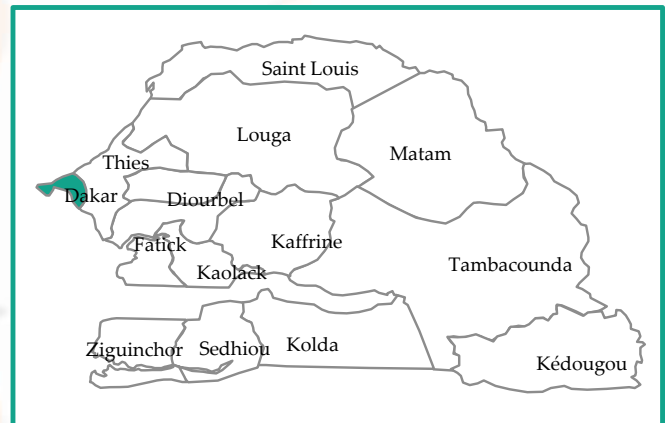 Saint Louis
Louga
Matam
Thies
Dakar
Diourbel
Fatick
Kaffrine
Kaolack
Tambacounda
Ziguinchor
Sedhiou
Kolda
Kédougou